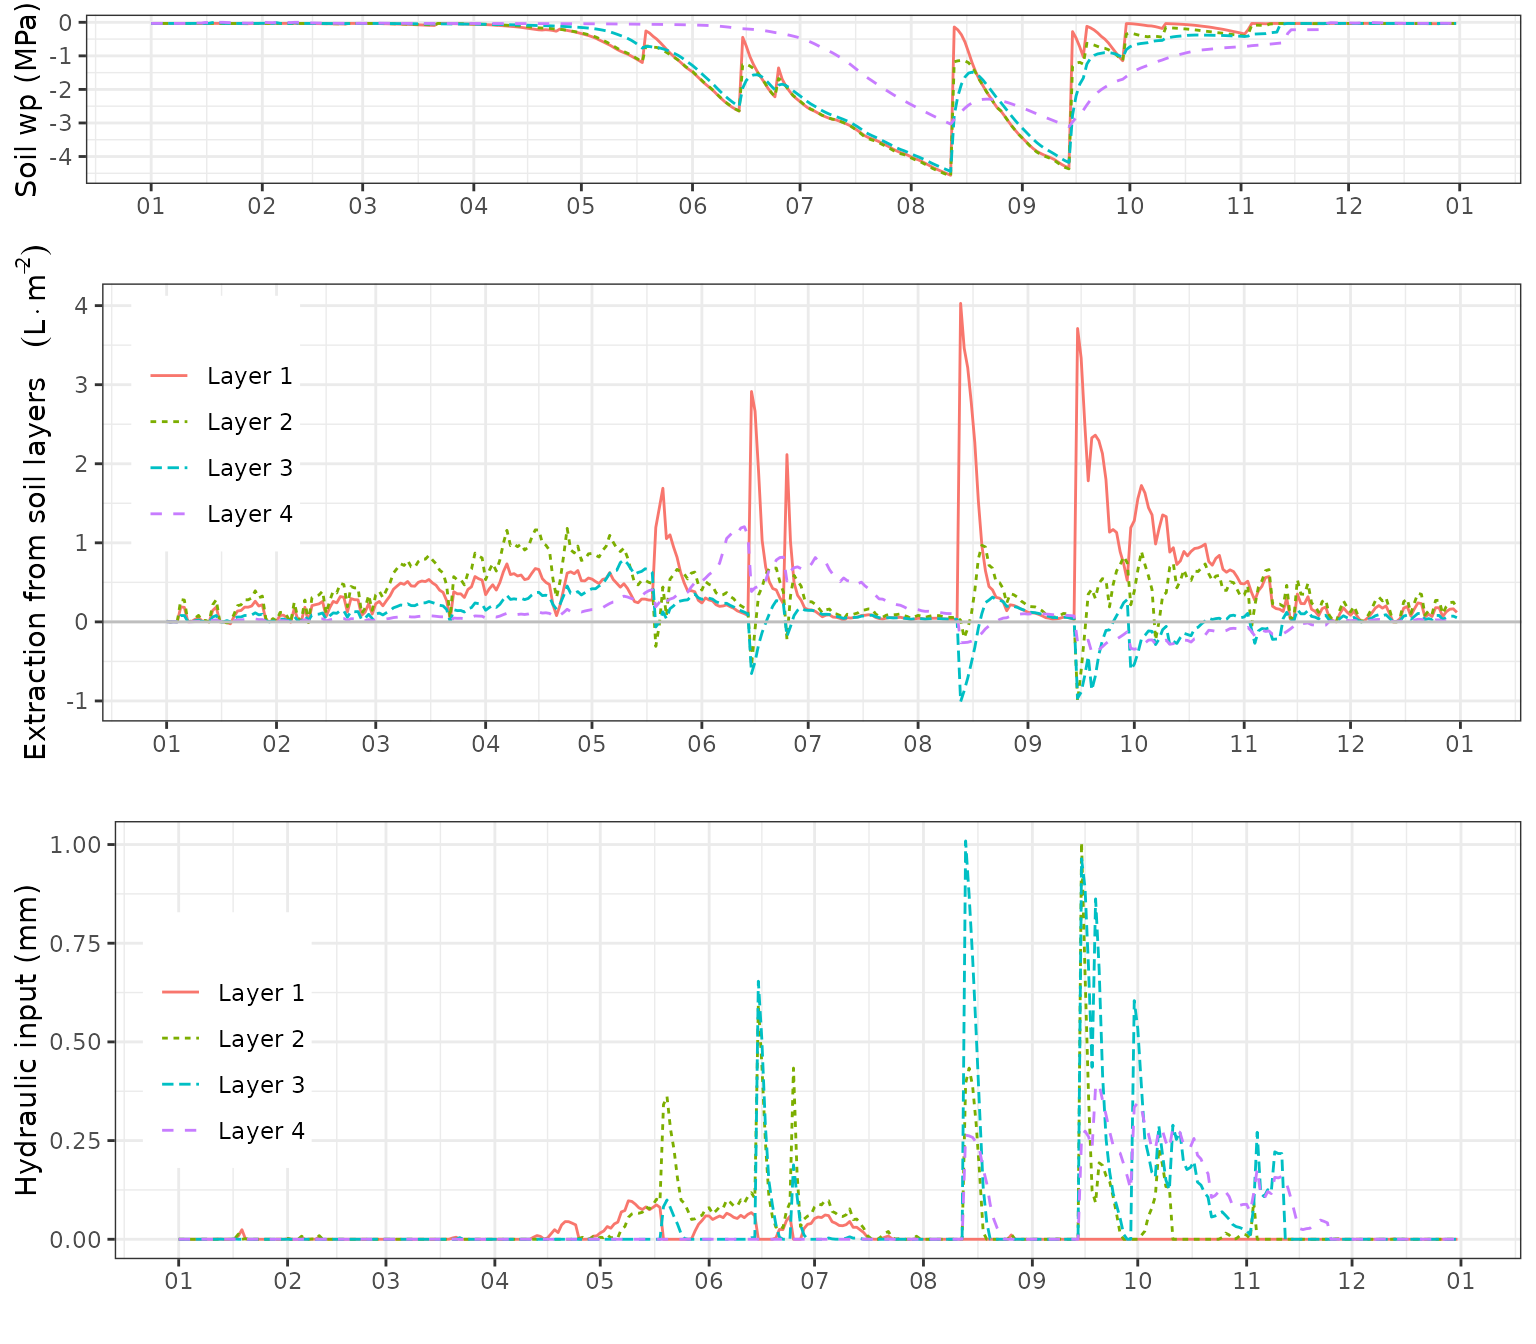 Soil wp (MPa)
0
-1
-2
-3
-4
01 02 03 04 05 06 07 08 09 10 11 12 01
Extraction from soil layers (L·m⁻²)
4
3
2
1
0
-1
Layer 1
Layer 2
Layer 3
Layer 4
01 02 03 04 05 06 07 08 09 10 11 12 01
Hydraulic input (mm)
1.00
0.75
0.50
0.25
0.00
Layer 1
Layer 2
Layer 3
Layer 4
01 02 03 04 05 06 07 08 09 10 11 12 01